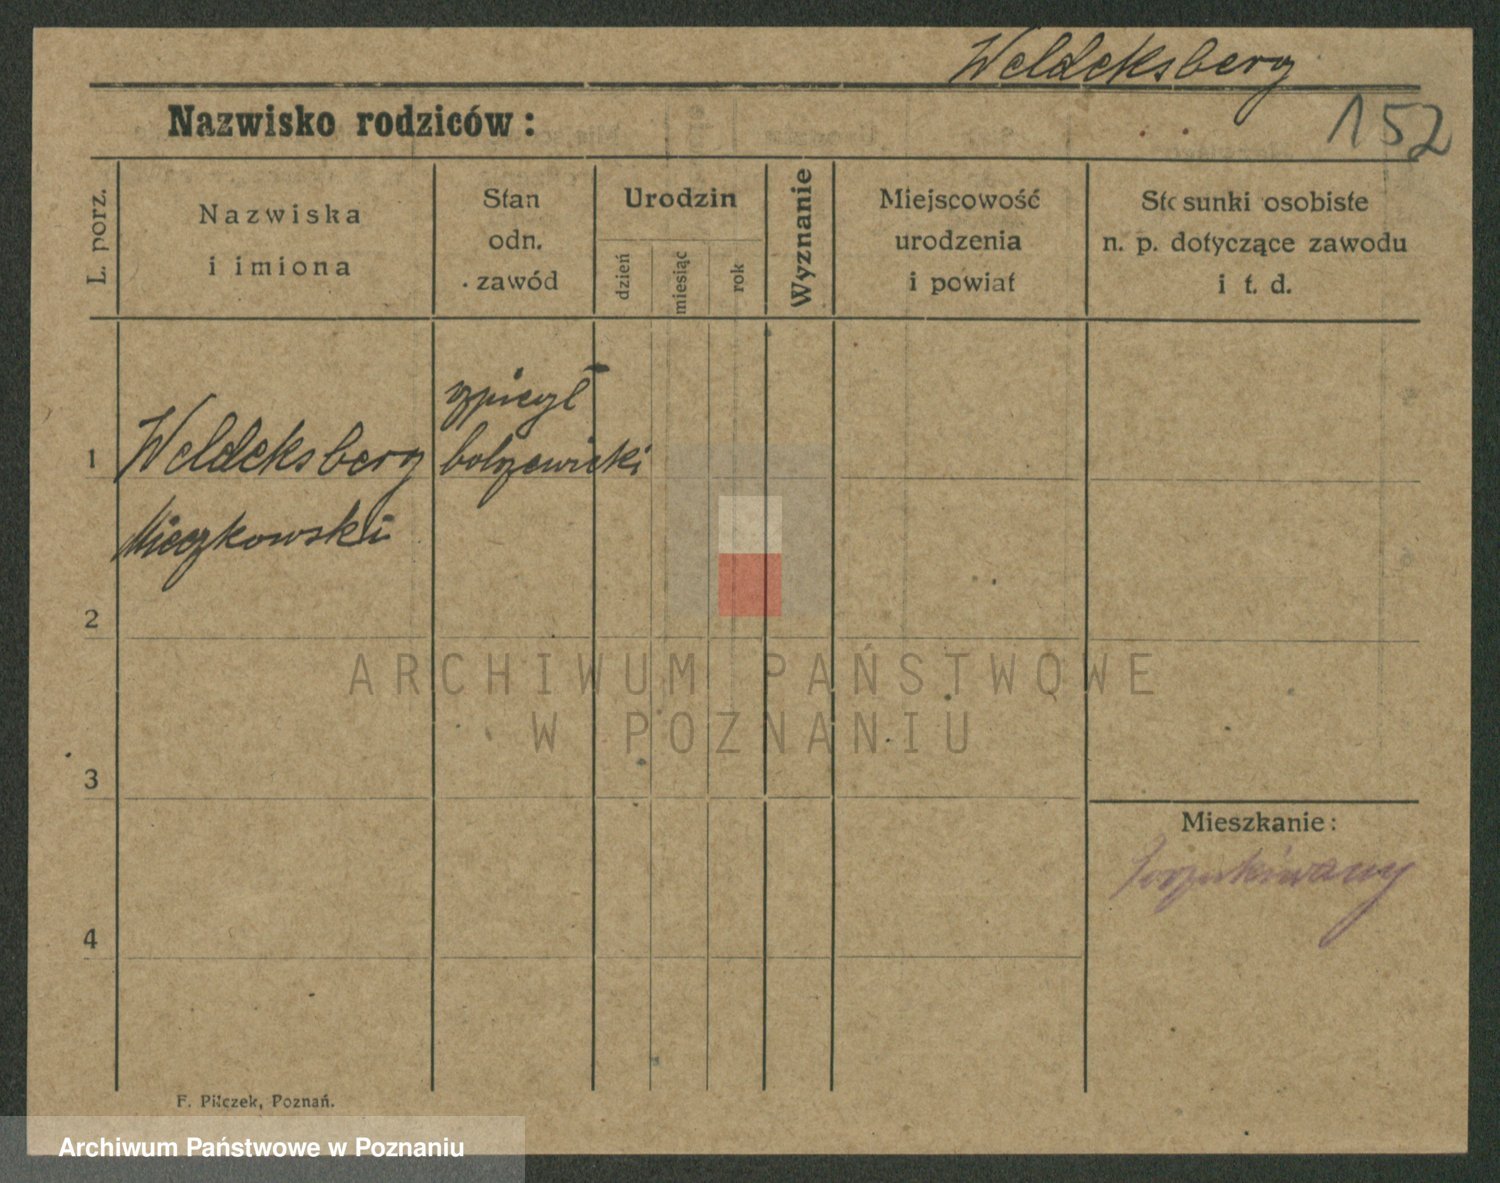 Weldeksberg
152
Nazwisko rodziców:
L. porz.
Nazwiska
i imiona
Stan
odn.
zawód
Urodzin
dzień
miesiąc
rok
Wyznanie
Miejscowość
urodzenia
i powiat
Stosunki osobiste
n. p. dotyczące zawodu
i t. d.
1
Weldeksberg
szpicel
bolszewicki
Mieczkowski
2
3
4
Mieszkanie:
poszukiwany
F. Pilczek, Poznań.
ARCHIWUM PAŃSTWOWE
W POZNANIU
Archiwum Państwowe w Poznaniu